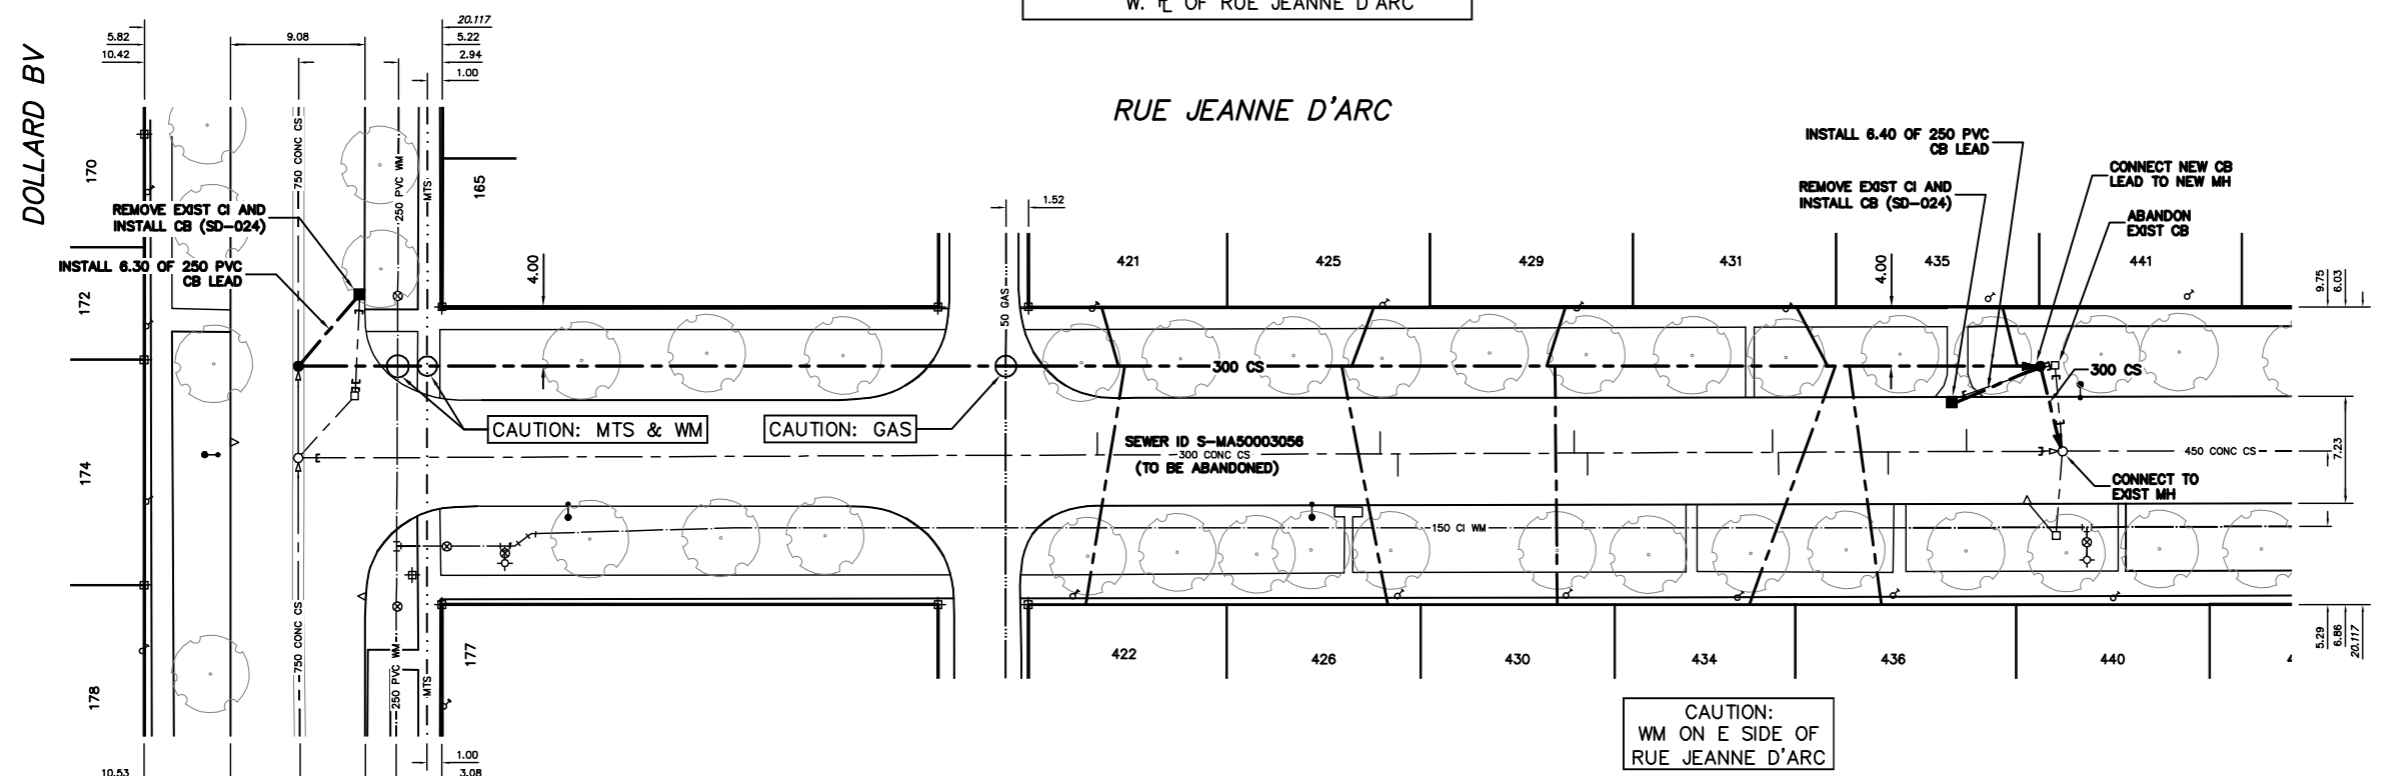 W. ⅊ OF RUE JEANNE D'ARC
20.117
5.82
9.08
5.22
10.42
2.94
1.00
DOLLARD BV
RUE JEANNE D'ARC
170
165
172
174
178
177
750 CONC CS
250 PVC WM
MTS
REMOVE EXIST CI AND
INSTALL CB (SD-024)
INSTALL 6.30 OF 250 PVC
CB LEAD
4.00
1.52
50 GAS
INSTALL 6.40 OF 250 PVC
CB LEAD
REMOVE EXIST CI AND
INSTALL CB (SD-024)
CONNECT NEW CB
LEAD TO NEW MH
ABANDON
EXIST CB
421
425
429
431
4.00
435
441
9.75
6.03
300 CS
300 CS
CAUTION: MTS & WM
CAUTION: GAS
SEWER ID S-MA50003056
300 CONC CS
(TO BE ABANDONED)
450 CONC CS
7.23
CONNECT TO
EXIST MH
150 CI WM
750 CONC CS
250 PVC WM
MTS
422
426
430
434
436
440
5.29
6.86
20.117
CAUTION:
WM ON E SIDE OF
RUE JEANNE D'ARC
1.00
10.53
3.08